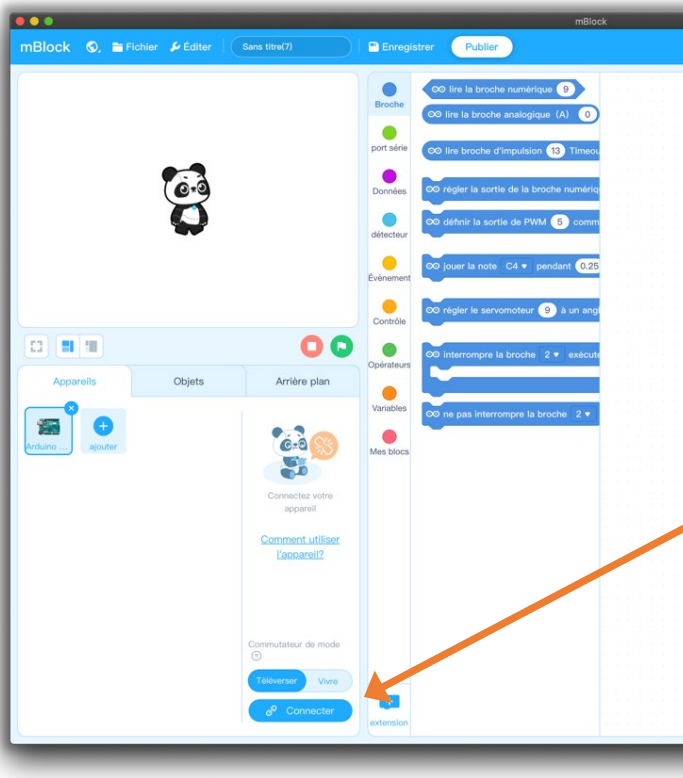 mBlock
mBlock
Fichier
Éditer
Sans titre(7)
Enregistrer
Publier
Broche
port série
Données
détecteur
Évènement
Contrôle
Opérateurs
Variables
Mes blocs
extension
lire la broche numérique 9
lire la broche analogique (A) 0
lire broche d'impulsion 13 Timeou
régler la sortie de la broche numériq
définir la sortie de PWM 5 comm
jouer la note C4 ▾ pendant 0.25
régler le servomoteur 9 à un angl
interrompre la broche 2 ▾ exécute
ne pas interrompre la broche 2 ▾
Appareils
Objets
Arrière plan
Arduino ...
ajouter
Connectez votre
appareil
Comment utiliser
l'appareil?
Commutateur de mode
?
Téléverser
Vivre
Connecter